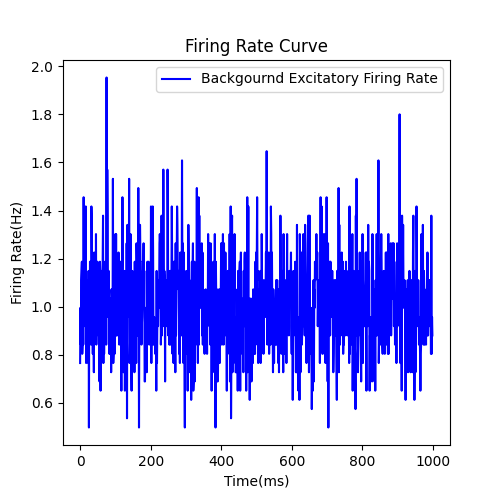 Firing Rate Curve
Backgournd Excitatory Firing Rate
Firing Rate(Hz)
2.0
1.8
1.6
1.4
1.2
1.0
0.8
0.6
0 200 400 600 800 1000
Time(ms)